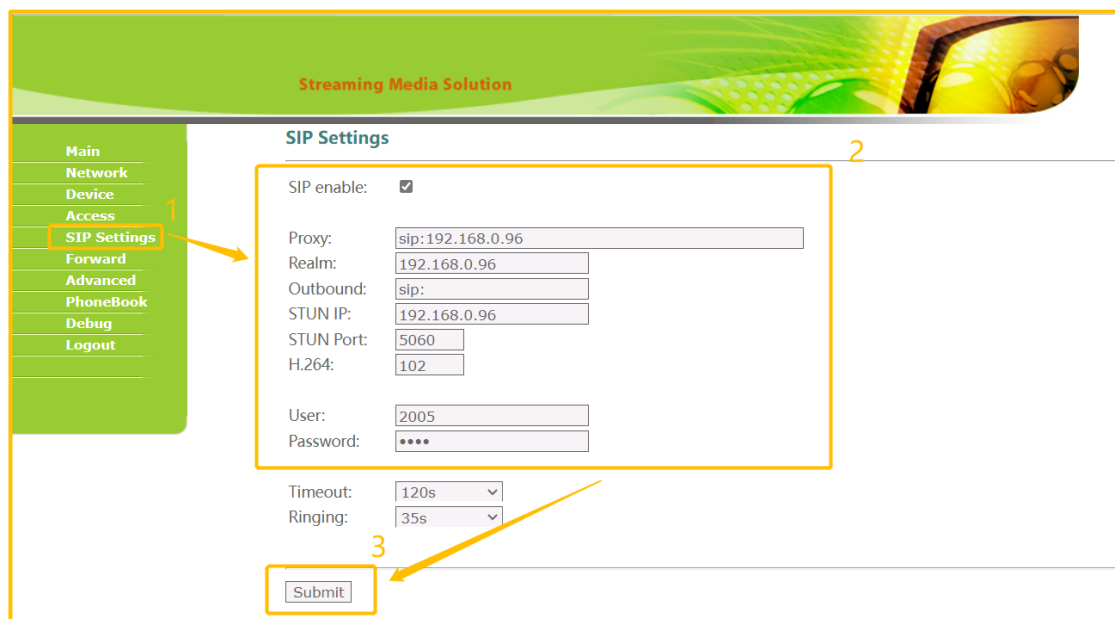 Streaming Media Solution
Main
Network
Device
Access
SIP Settings
Forward
Advanced
PhoneBook
Debug
Logout
1
SIP Settings
2
SIP enable:
Proxy: sip:192.168.0.96
Realm: 192.168.0.96
Outbound: sip:
STUN IP: 192.168.0.96
STUN Port: 5060
H.264: 102
User: 2005
Password: ••••
Timeout: 120s
Ringing: 35s
3
Submit